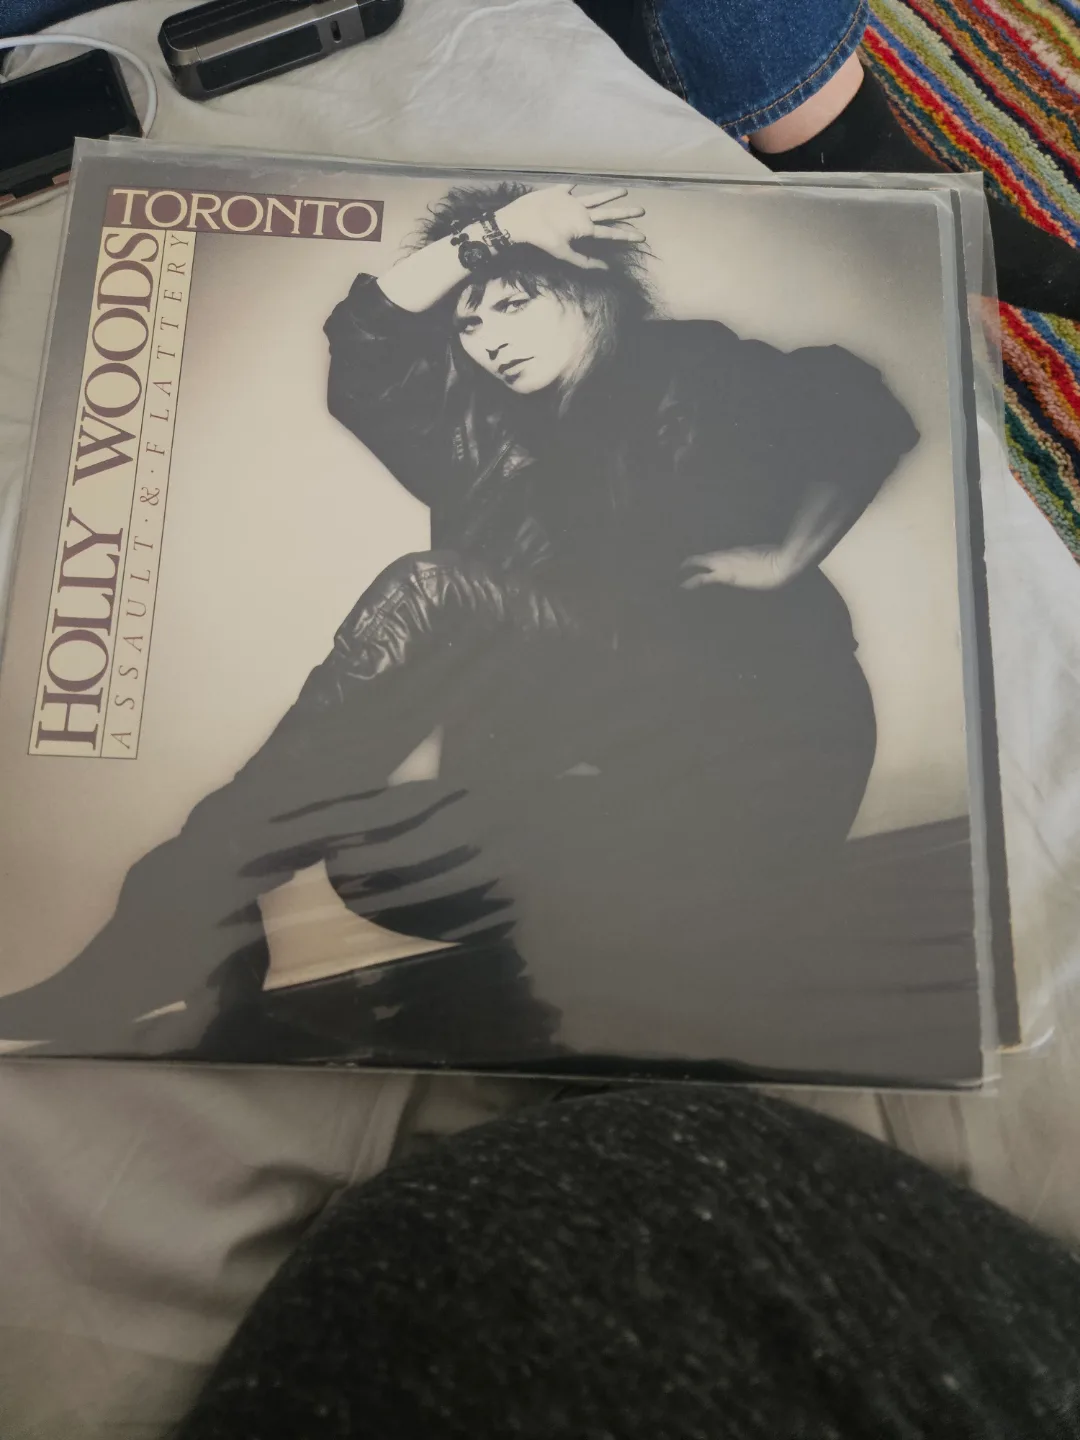 TORONTO
HOLLY WOODS
ASSAULT · & · FLATTERY